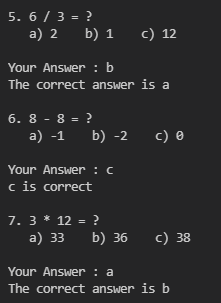 5. 6 / 3 = ?
a) 2 b) 1 c) 12
Your Answer : b
The correct answer is a
6. 8 - 8 = ?
a) -1 b) -2 c) 0
Your Answer : c
c is correct
7. 3 * 12 = ?
a) 33 b) 36 c) 38
Your Answer : a
The correct answer is b